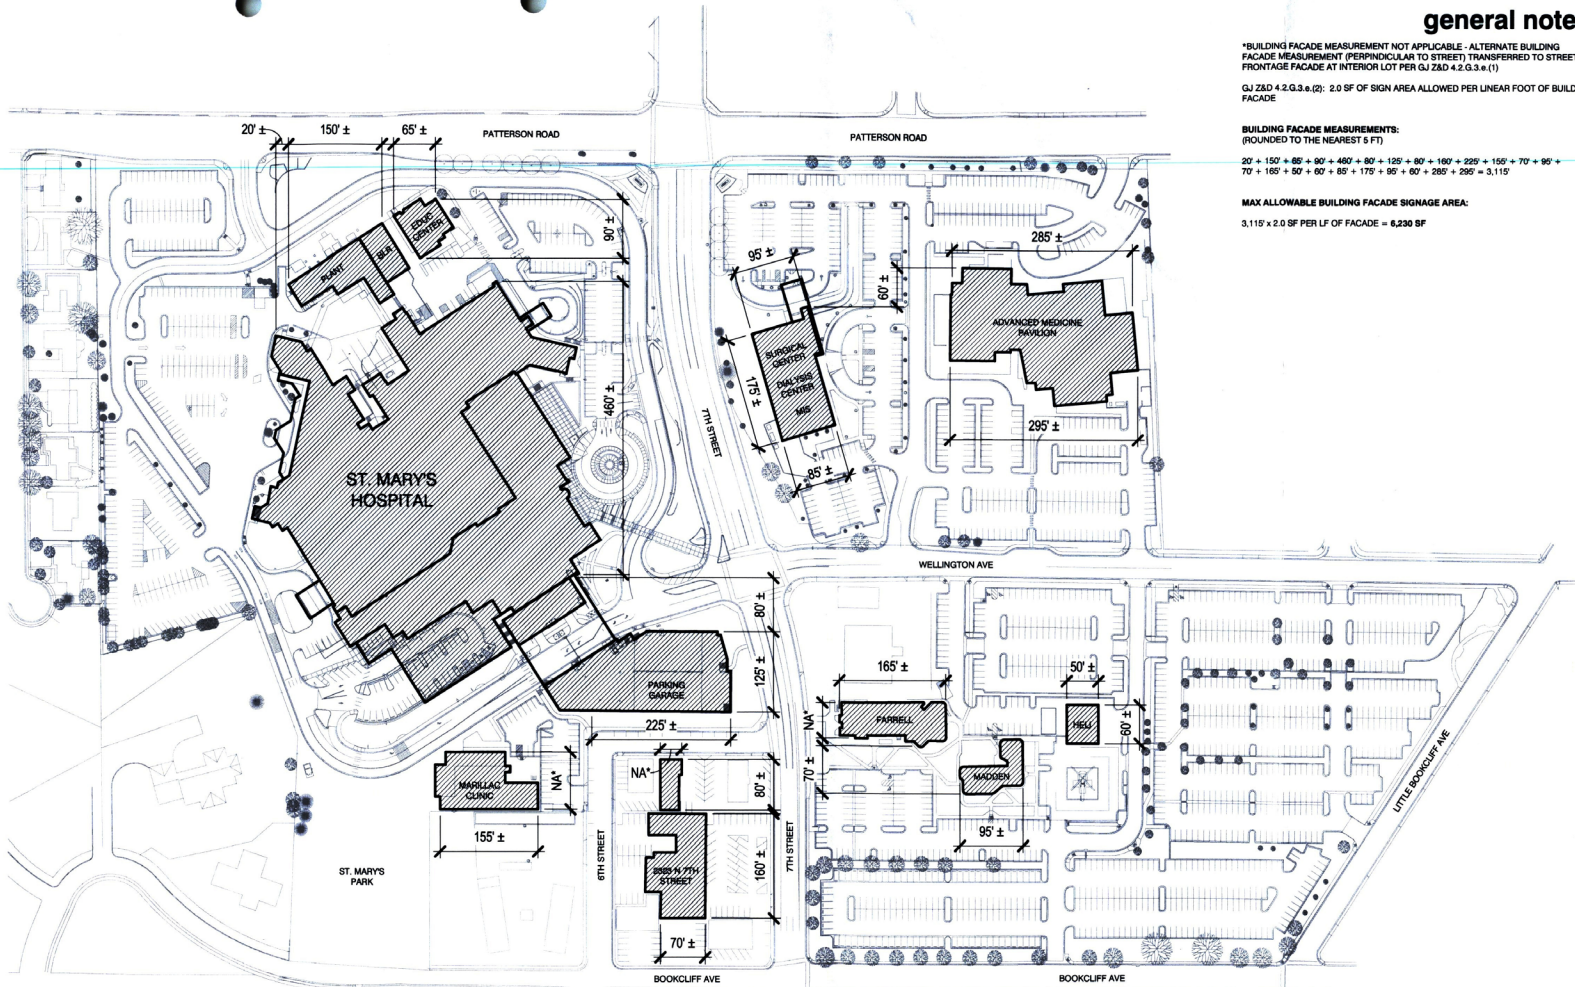 general note
*BUILDING FACADE MEASUREMENT NOT APPLICABLE - ALTERNATE BUILDING
FACADE MEASUREMENT (PERPINDICULAR TO STREET) TRANSFERRED TO STREET
FRONTAGE FACADE AT INTERIOR LOT PER GJ Z&D 4.2.G.3.e.(1)
GJ Z&D 4.2.G.3.e.(2): 2.0 SF OF SIGN AREA ALLOWED PER LINEAR FOOT OF BUILD
FACADE
BUILDING FACADE MEASUREMENTS:
(ROUNDED TO THE NEAREST 5 FT)
20' + 150' + 65' + 90' + 460' + 80' + 125' + 80' + 160' + 225' + 155' + 70' + 95' +
70' + 165' + 50' + 60' + 85' + 175' + 95' + 60' + 285' + 295' = 3,115'
MAX ALLOWABLE BUILDING FACADE SIGNAGE AREA:
3,115' x 2.0 SF PER LF OF FACADE = 6,230 SF
20' ±
150' ±
65' ±
PATTERSON ROAD
PATTERSON ROAD
EDUC
CENTER
BLR
PLANT
90' ±
95' ±
60' ±
285' ±
ADVANCED MEDICINE
PAVILION
SURGICAL
CENTER
DIALYSIS
CENTER
MIS
175' ±
460' ±
7TH STREET
295' ±
85' ±
ST. MARY'S
HOSPITAL
WELLINGTON AVE
80' ±
125' ±
PARKING
GARAGE
225' ±
165' ±
50' ±
NA*
FARRELL
HELI
60' ±
MADDEN
70' ±
95' ±
NA*
MARILLAC
CLINIC
NA*
155' ±
80' ±
6TH STREET
2323 N 7TH
STREET
160' ±
7TH STREET
LITTLE BOOKCLIFF AVE
ST. MARY'S
PARK
70' ±
BOOKCLIFF AVE
BOOKCLIFF AVE